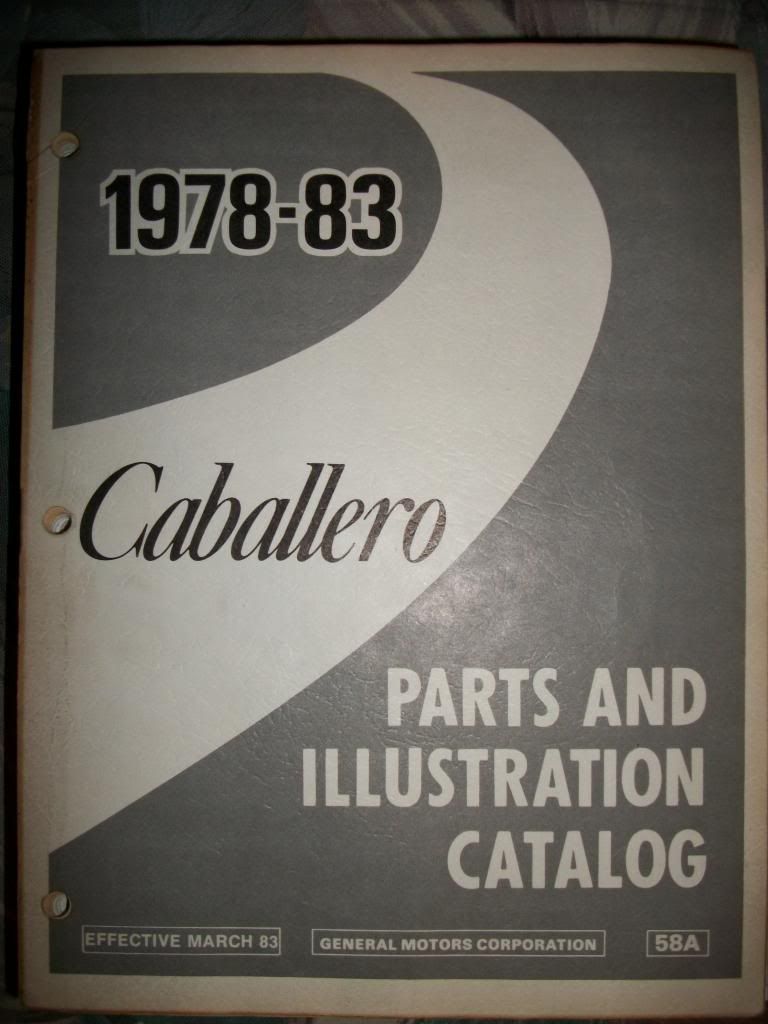 1978-83
Caballero
PARTS AND
ILLUSTRATION
CATALOG
EFFECTIVE MARCH 83
GENERAL MOTORS CORPORATION
58A